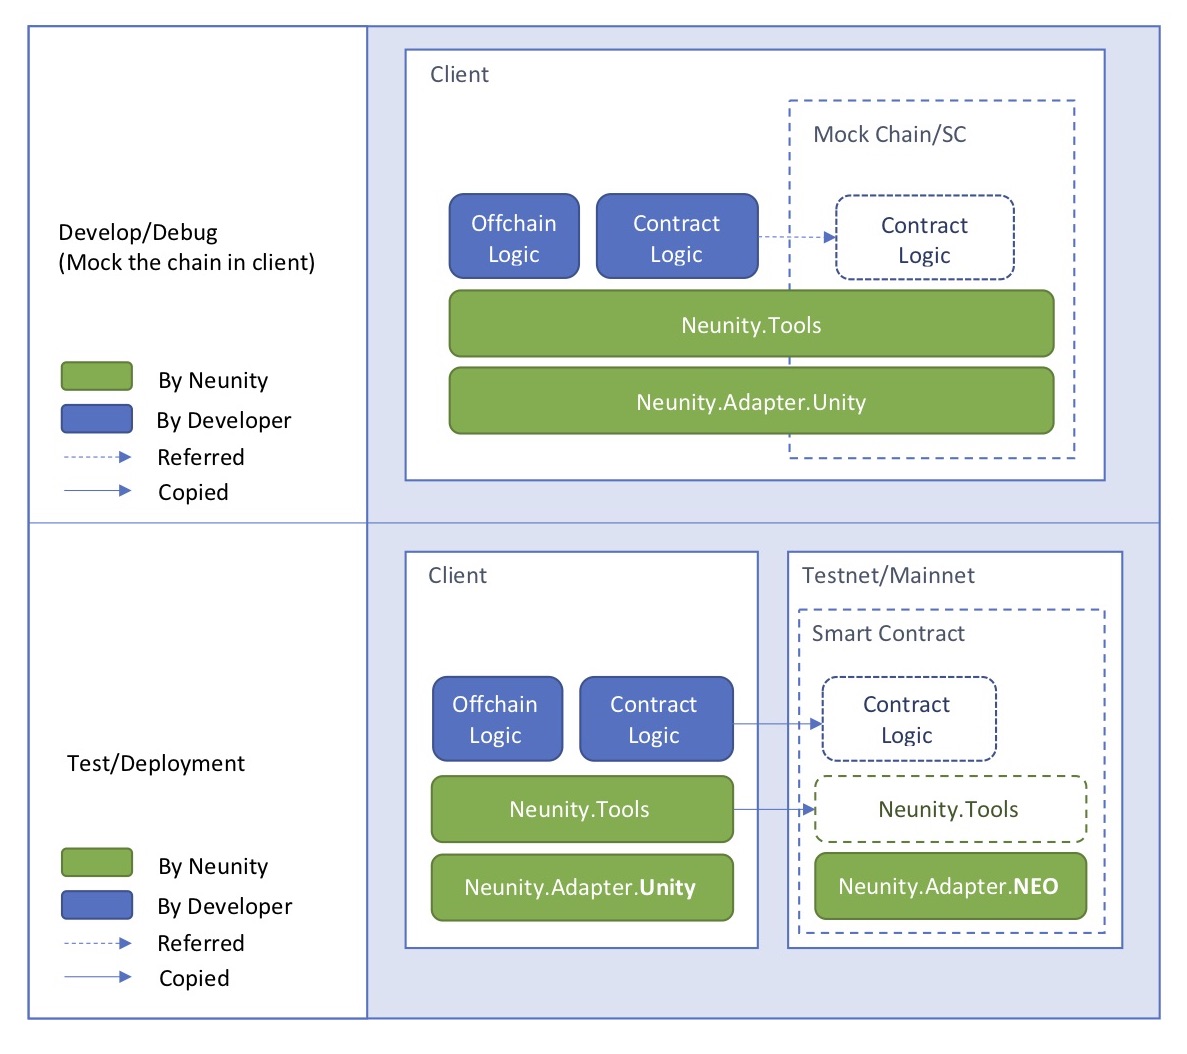 Client
Mock Chain/SC
Offchain
Logic
Contract
Logic
Contract
Logic
Develop/Debug
(Mock the chain in client)
Neunity.Tools
Neunity.Adapter.Unity
By Neunity
By Developer
Referred
Copied
Client
Testnet/Mainnet
Smart Contract
Offchain
Logic
Contract
Logic
Contract
Logic
Test/Deployment
Neunity.Tools
Neunity.Tools
Neunity.Adapter.Unity
Neunity.Adapter.NEO
By Neunity
By Developer
Referred
Copied